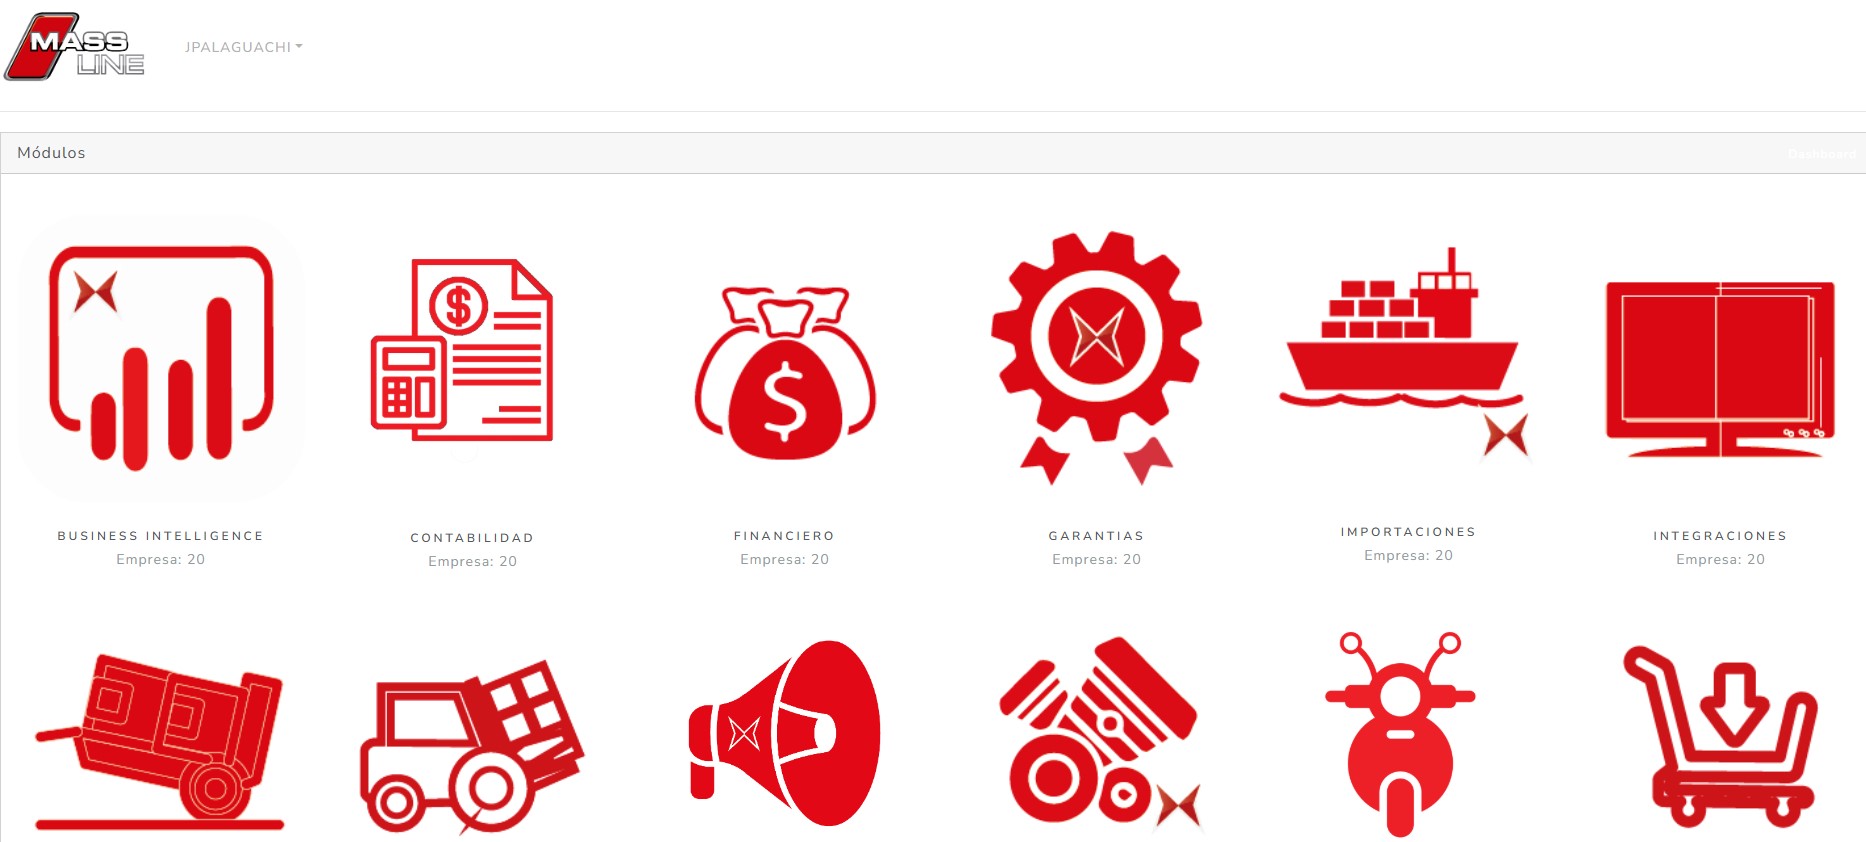 MASS
LINE
JPALAGUACHI
Módulos
Dashboard
BUSINESS INTELLIGENCE
Empresa: 20
CONTABILIDAD
Empresa: 20
FINANCIERO
Empresa: 20
GARANTIAS
Empresa: 20
IMPORTACIONES
Empresa: 20
INTEGRACIONES
Empresa: 20